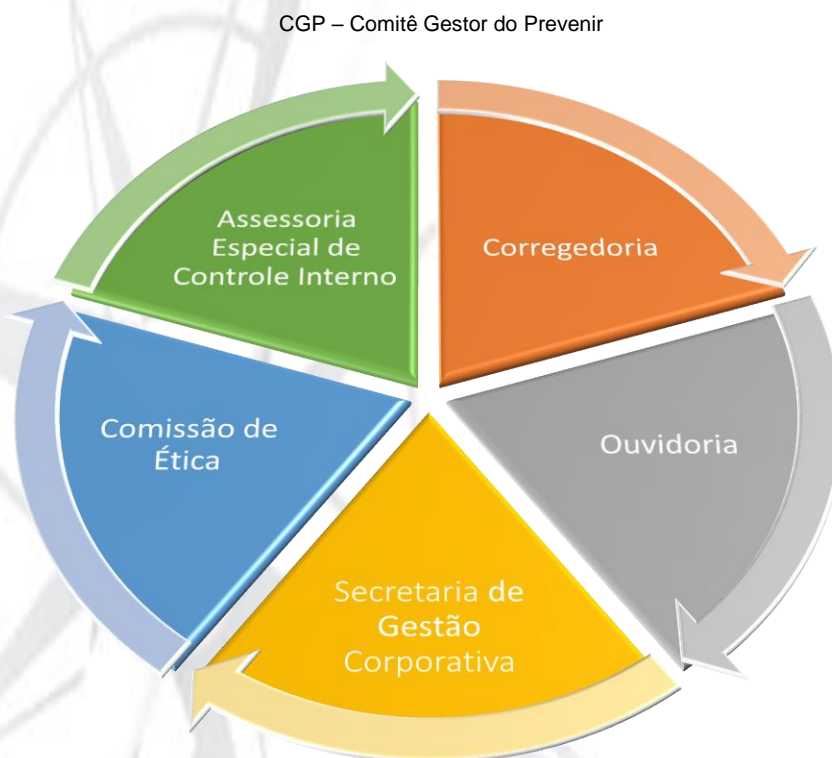 CGP – Comitê Gestor do Prevenir
Assessoria
Especial de
Controle Interno
Corregedoria
Comissão de
Ética
Ouvidoria
Secretaria de
Gestão
Corporativa